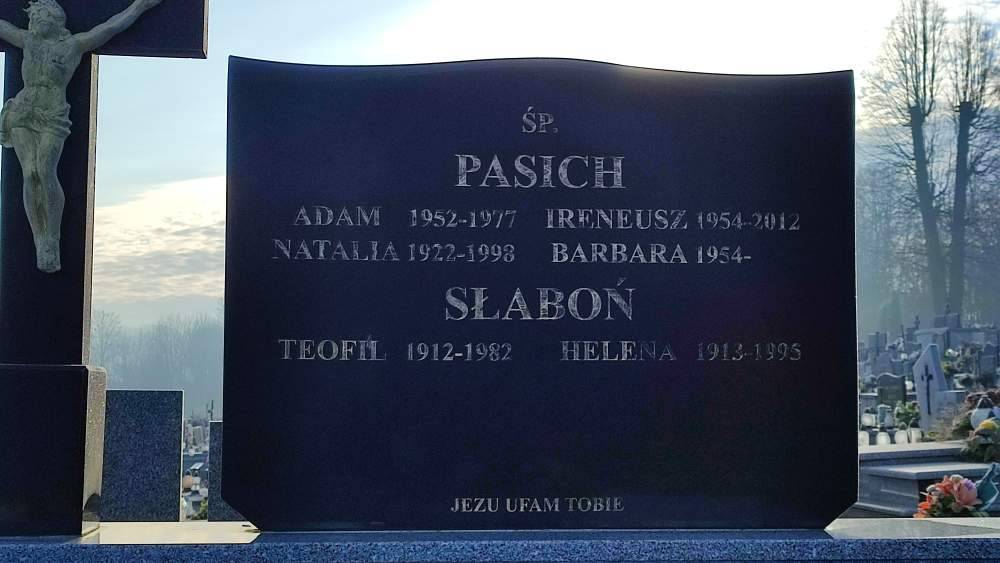 ŚP.
PASICH
ADAM 1952-1977 IRENEUSZ 1954-2012
NATALIA 1922-1998 BARBARA 1954-
SŁABOŃ
TEOFIL 1912-1982 HELENA 1913-1995
JEZU UFAM TOBIE